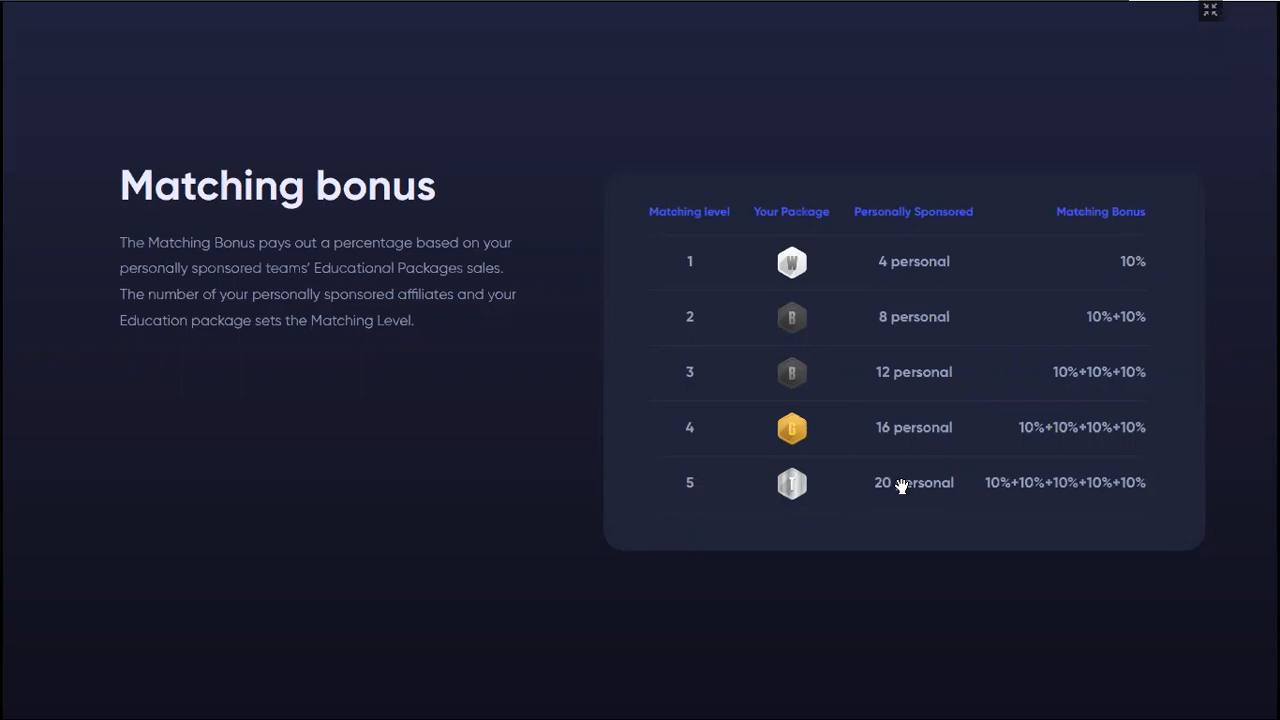 Matching bonus
The Matching Bonus pays out a percentage based on your
personally sponsored teams’ Educational Packages sales.
The number of your personally sponsored affiliates and your
Education package sets the Matching Level.
Matching level Your Package Personally Sponsored Matching Bonus
1 W 4 personal 10%
2 B 8 personal 10%+10%
3 B 12 personal 10%+10%+10%
4 G 16 personal 10%+10%+10%+10%
5 T 20 personal 10%+10%+10%+10%+10%